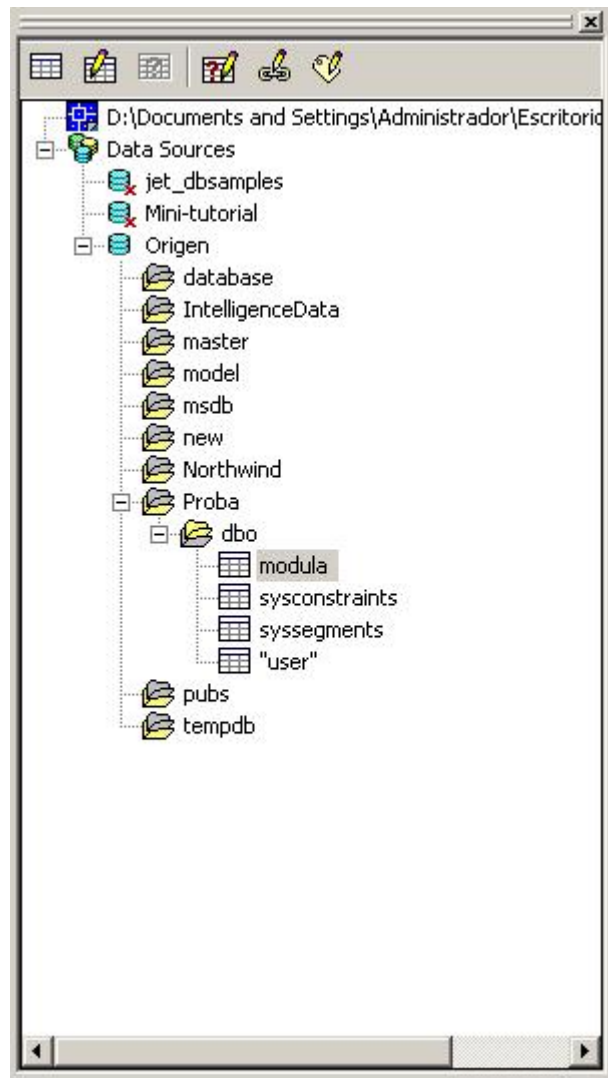 D:\Documents and Settings\Administrador\Escritorio
Data Sources
jet_dbsamples
Mini-tutorial
Origen
database
IntelligenceData
master
model
msdb
new
Northwind
Proba
dbo
modula
sysconstraints
syssegments
"user"
pubs
tempdb